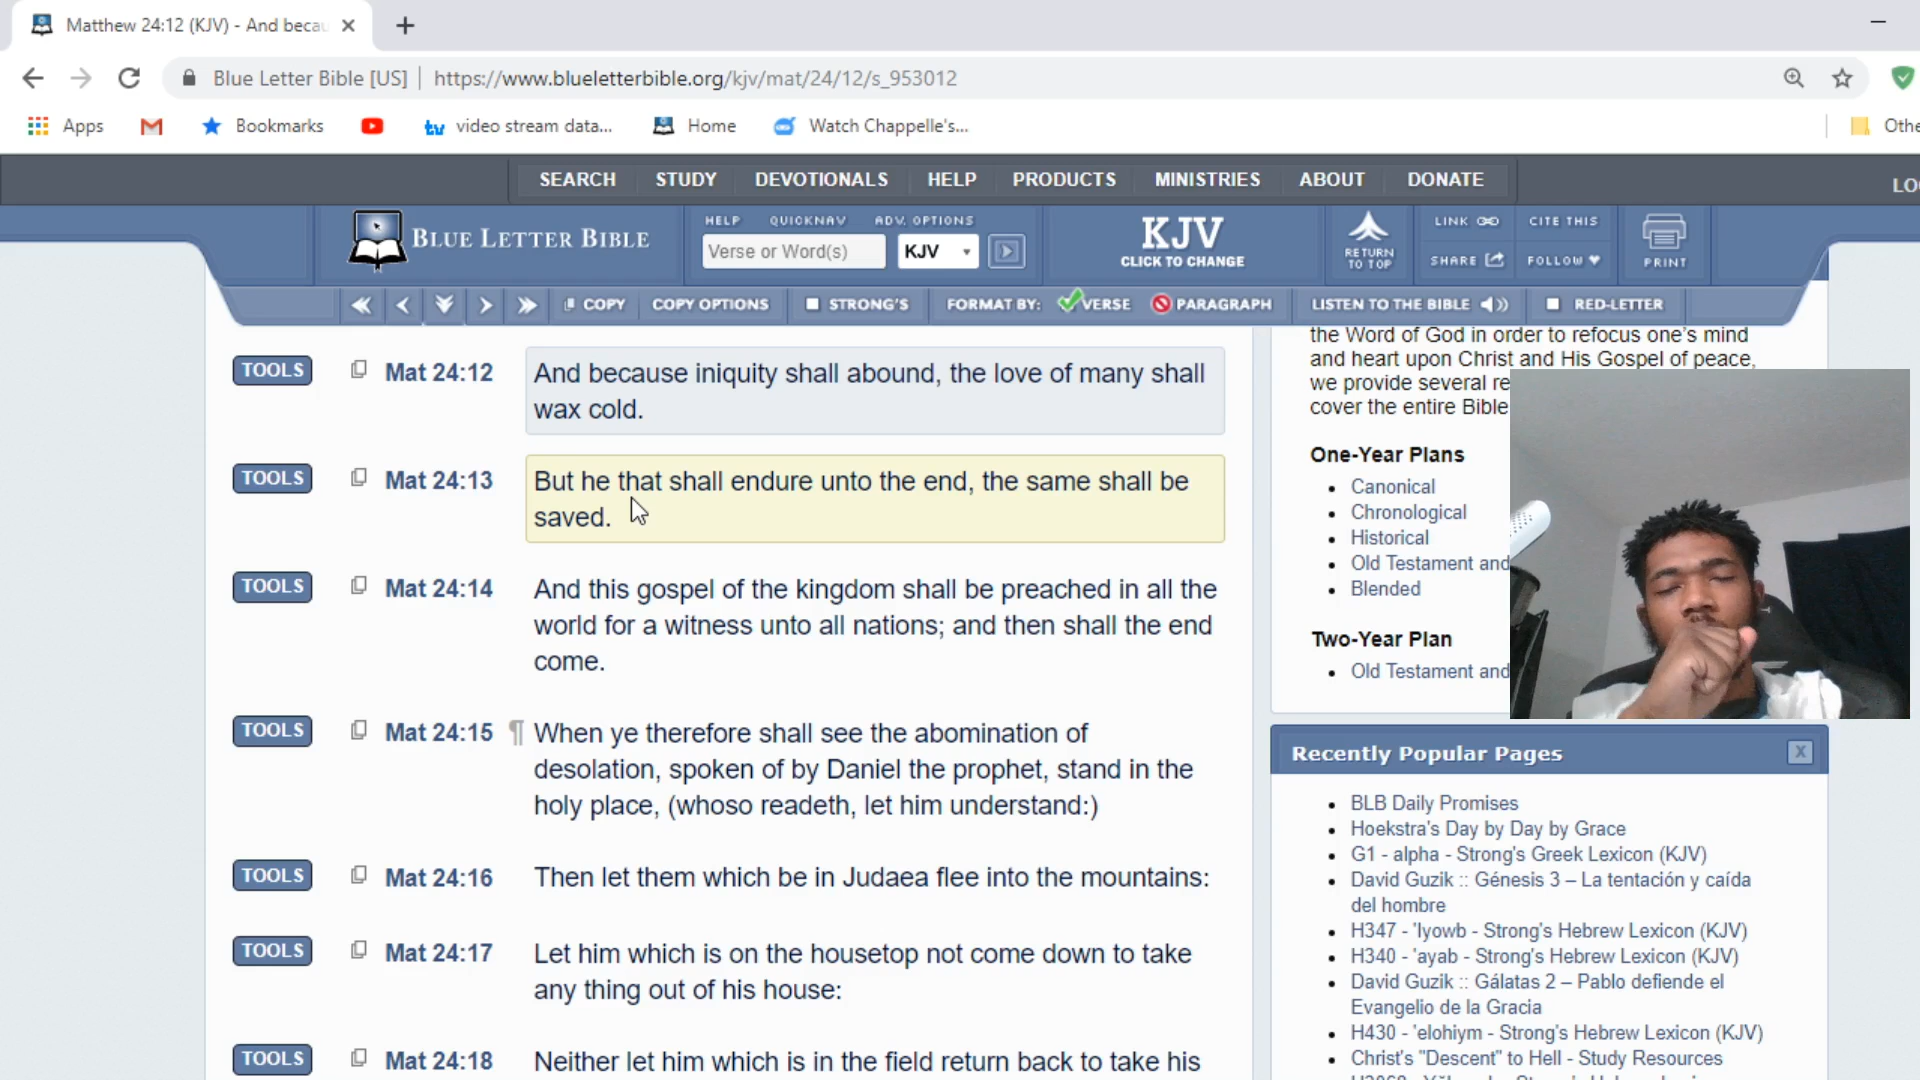 Matthew 24:12 (KJV) - And becau
Blue Letter Bible [US] | https://www.blueletterbible.org/kjv/mat/24/12/s_953012
Apps Bookmarks video stream data... Home Watch Chappelle's... Othe
SEARCH STUDY DEVOTIONALS HELP PRODUCTS MINISTRIES ABOUT DONATE LO
BLUE LETTER BIBLE
HELP QUICKNAV ADV. OPTIONS
Verse or Word(s) KJV
KJV
CLICK TO CHANGE
RETURN
TO TOP
LINK CITE THIS
SHARE FOLLOW
PRINT
COPY COPY OPTIONS STRONG'S FORMAT BY: VERSE PARAGRAPH LISTEN TO THE BIBLE RED-LETTER
TOOLS Mat 24:12 And because iniquity shall abound, the love of many shall
wax cold.
TOOLS Mat 24:13 But he that shall endure unto the end, the same shall be
saved.
TOOLS Mat 24:14 And this gospel of the kingdom shall be preached in all the
world for a witness unto all nations; and then shall the end
come.
TOOLS Mat 24:15 ¶ When ye therefore shall see the abomination of
desolation, spoken of by Daniel the prophet, stand in the
holy place, (whoso readeth, let him understand:)
TOOLS Mat 24:16 Then let them which be in Judaea flee into the mountains:
TOOLS Mat 24:17 Let him which is on the housetop not come down to take
any thing out of his house:
TOOLS Mat 24:18 Neither let him which is in the field return back to take his
the Word of God in order to refocus one's mind
and heart upon Christ and His Gospel of peace,
we provide several re
cover the entire Bible
One-Year Plans
Canonical
Chronological
Historical
Old Testament and
Blended
Two-Year Plan
Old Testament and
Recently Popular Pages X
BLB Daily Promises
Hoekstra's Day by Day by Grace
G1 - alpha - Strong's Greek Lexicon (KJV)
David Guzik :: Génesis 3 – La tentación y caída
del hombre
H347 - 'Iyowb - Strong's Hebrew Lexicon (KJV)
H340 - 'ayab - Strong's Hebrew Lexicon (KJV)
David Guzik :: Gálatas 2 – Pablo defiende el
Evangelio de la Gracia
H430 - 'elohiym - Strong's Hebrew Lexicon (KJV)
Christ's "Descent" to Hell - Study Resources